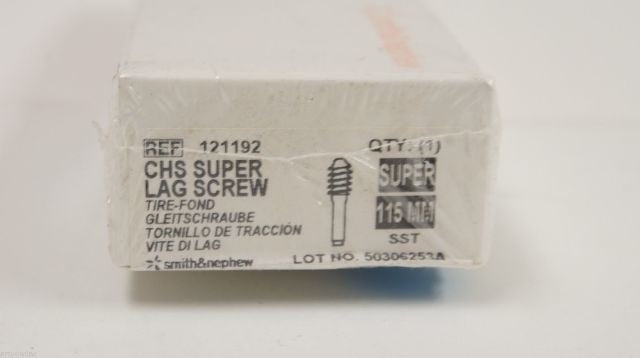 REF 121192
QTY: (1)
CHS SUPER
LAG SCREW
TIRE-FOND
GLEITSCHRAUBE
TORNILLO DE TRACCIÓN
VITE DI LAG
smith&nephew
SUPER
115 MM
SST
LOT NO. 50306253A